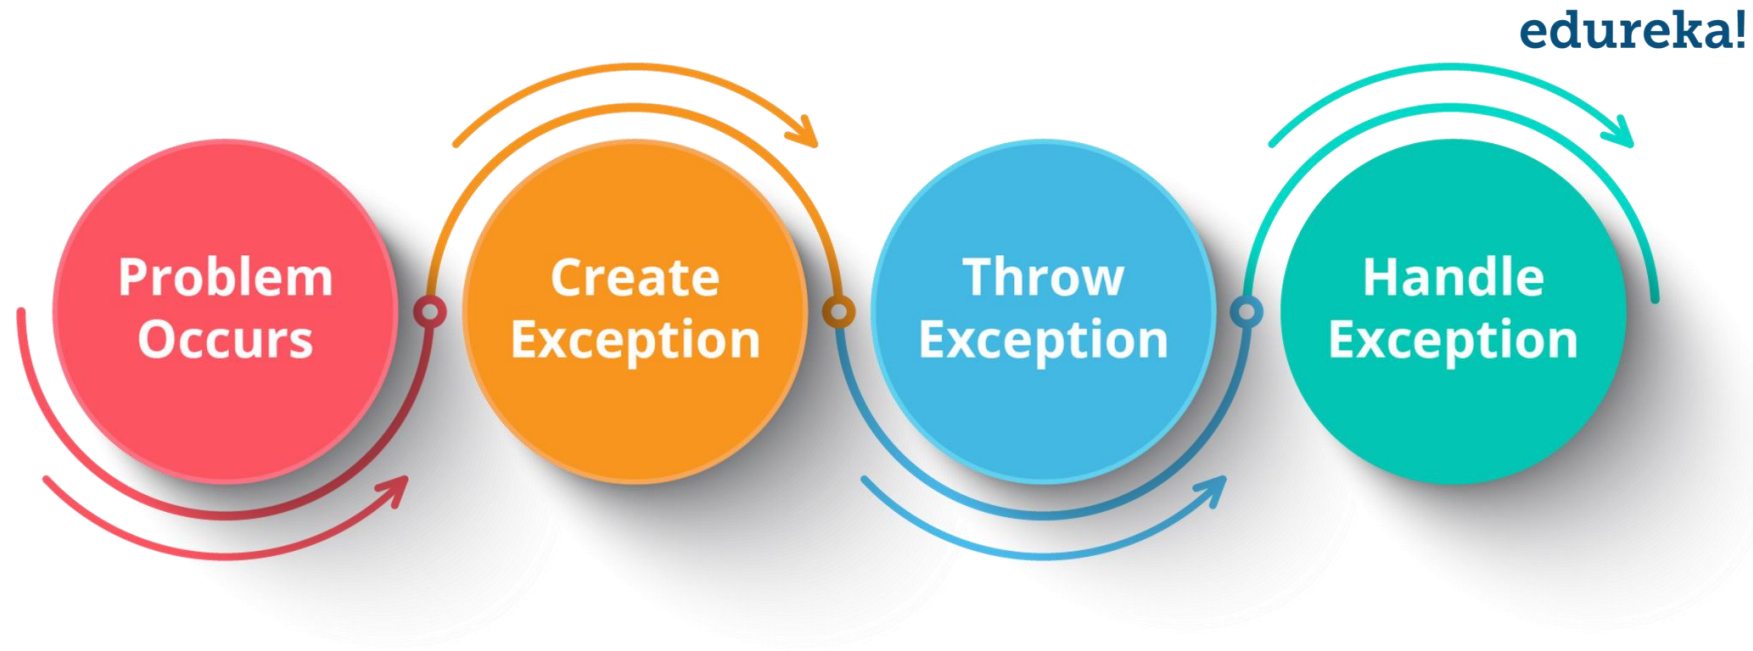 edureka!
Problem
Occurs
Create
Exception
Throw
Exception
Handle
Exception